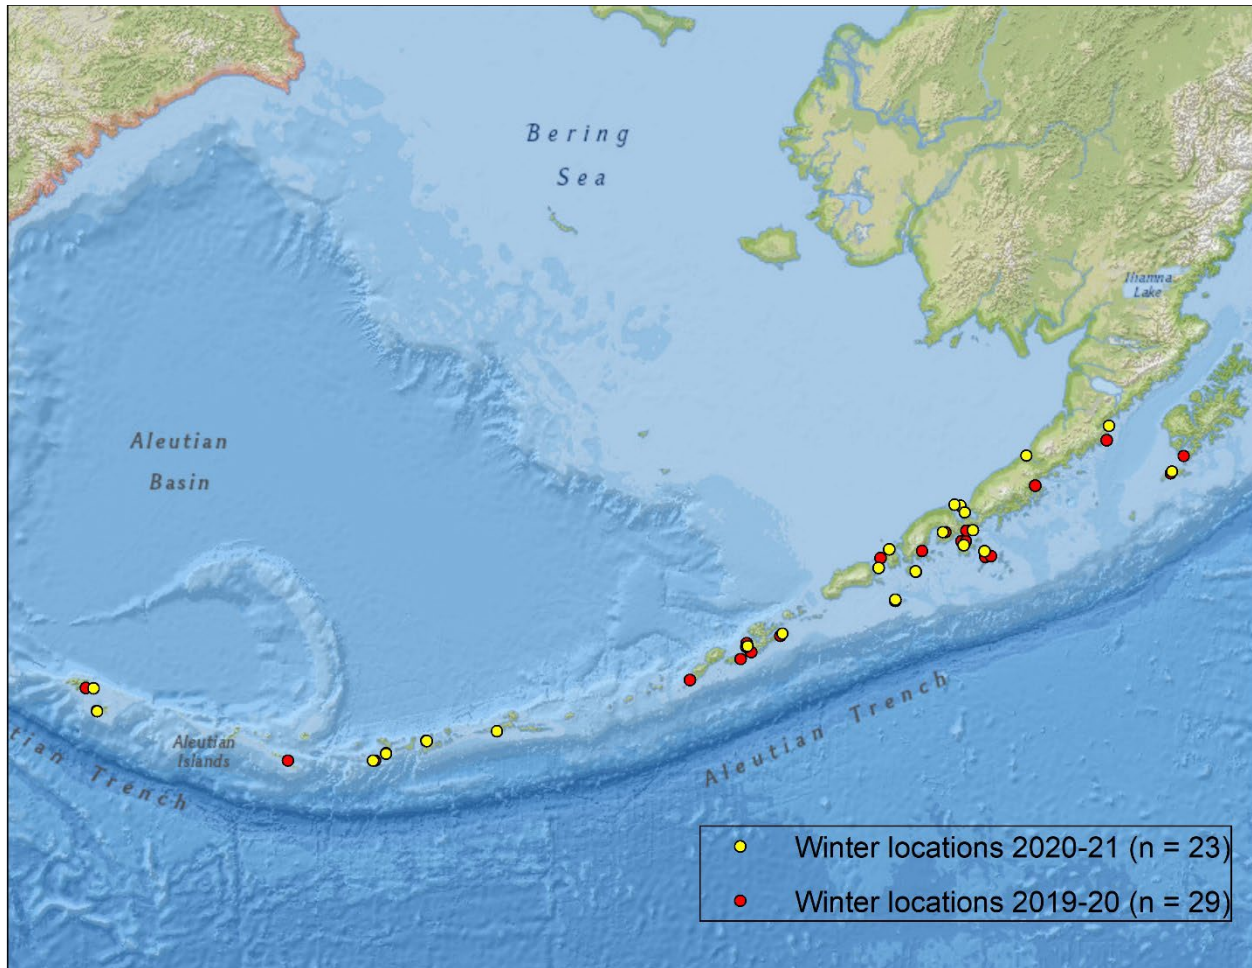 Bering
Sea
Iliamna
Lake
Aleutian
Basin
Aleutian
Islands
Aleutian Trench
tian Trench
Winter locations 2020-21 (n = 23)
Winter locations 2019-20 (n = 29)